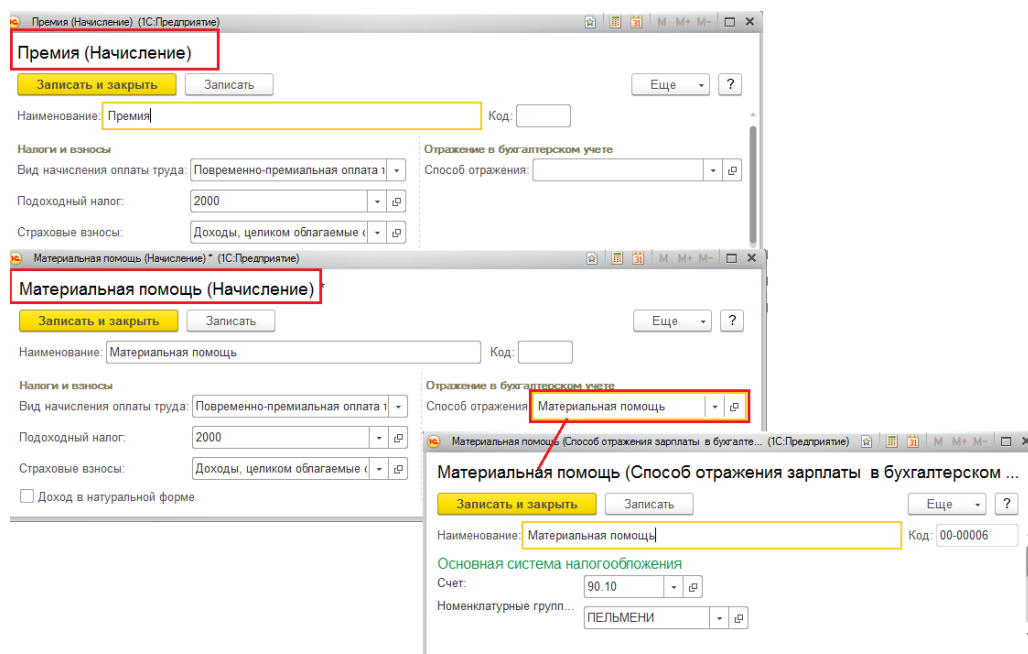 Премия (Начисление) (1С:Предприятие) 31 M M+ M-
Премия (Начисление)
Записать и закрыть Записать Еще ?
Наименование: Премия Код:
Налоги и взносы Отражение в бухгалтерском учете
Вид начисления оплаты труда: Повременно-премиальная оплата т Способ отражения:
Подоходный налог: 2000
Страховые взносы: Доходы, целиком облагаемые с
Материальная помощь (Начисление) * (1С:Предприятие) 31 M M+ M-
Материальная помощь (Начисление) *
Записать и закрыть Записать Еще ?
Наименование: Материальная помощь Код:
Налоги и взносы Отражение в бухгалтерском учете
Вид начисления оплаты труда: Повременно-премиальная оплата т Способ отражения Материальная помощь
Подоходный налог: 2000
Страховые взносы: Доходы, целиком облагаемые с
Доход в натуральной форме
Материальная помощь (Способ отражения зарплаты в бухгалте... (1С:Предприятие) 31 M M+ M-
Материальная помощь (Способ отражения зарплаты в бухгалтерском ...
Записать и закрыть Записать Еще ?
Наименование: Материальная помощь Код: 00-00006
Основная система налогообложения
Счет: 90.10
Номенклатурные групп... ПЕЛЬМЕНИ